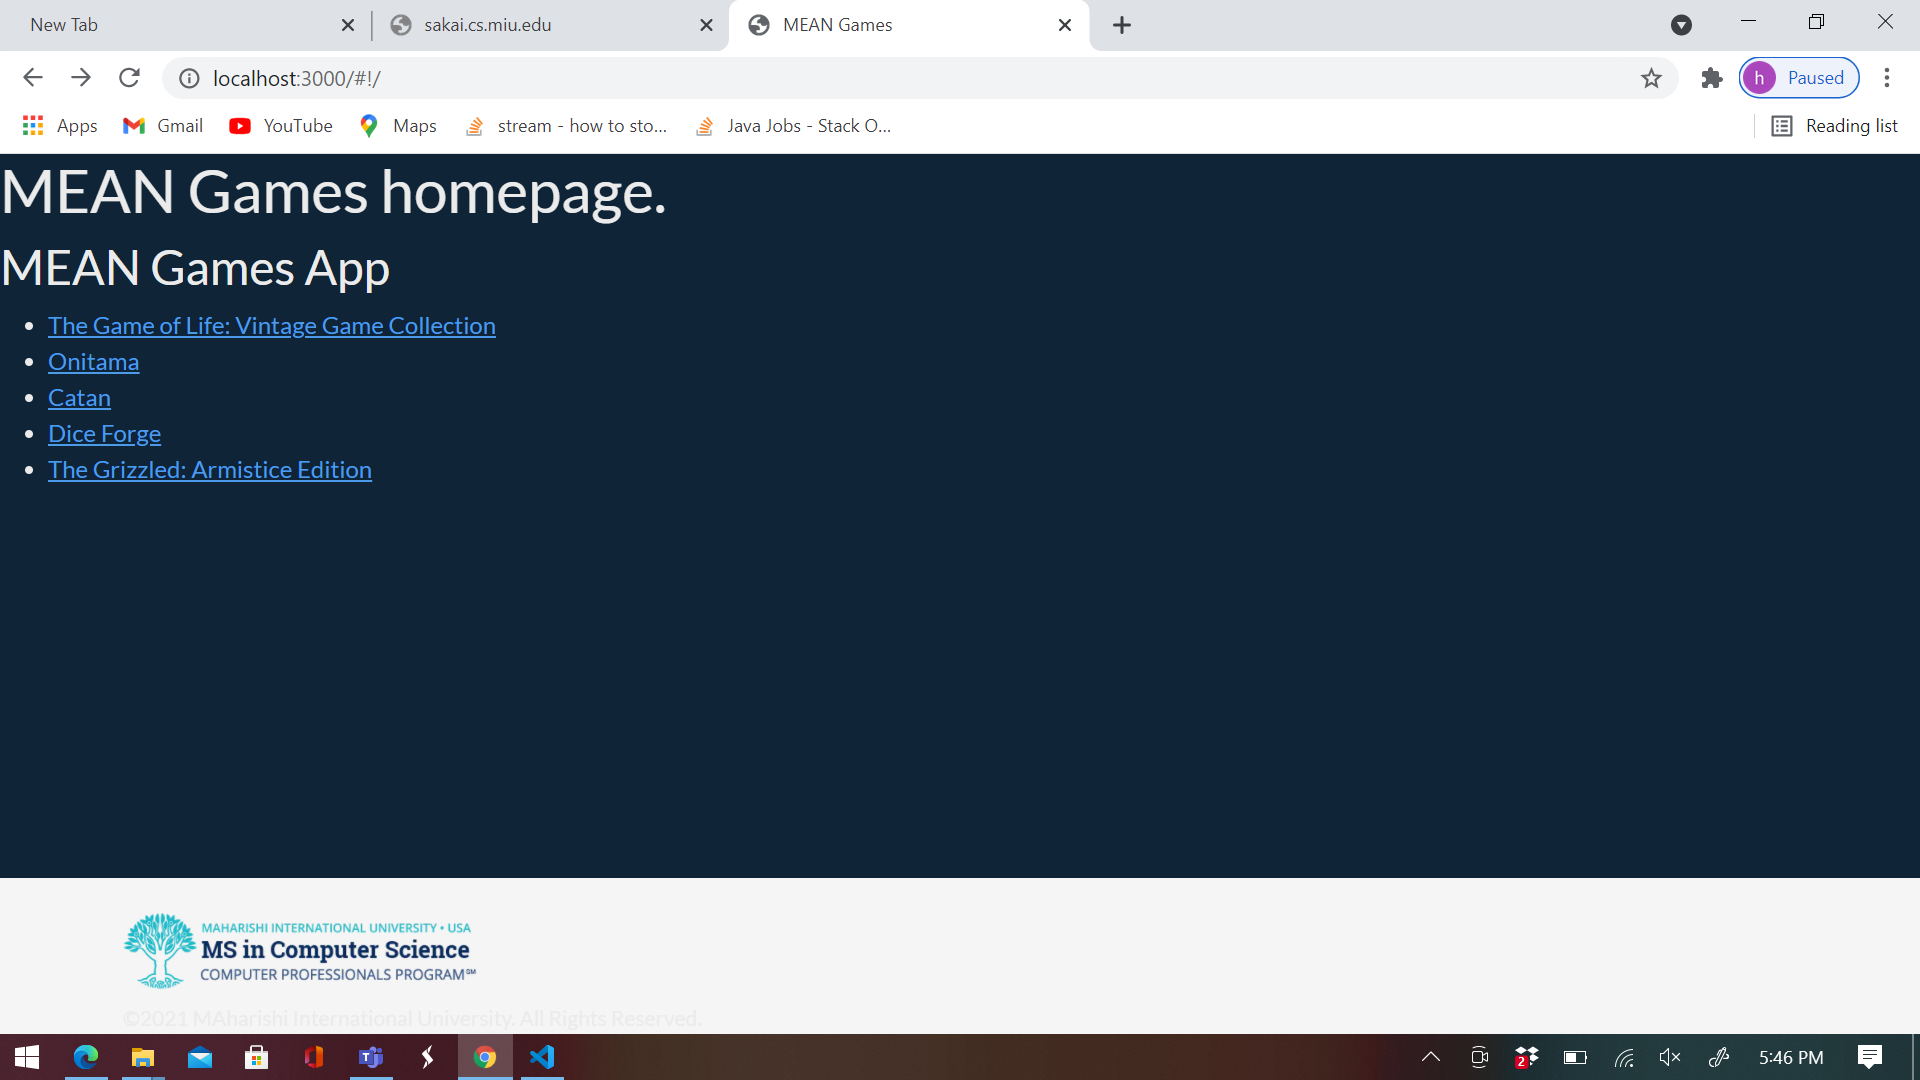 New Tab
sakai.cs.miu.edu
MEAN Games
localhost:3000/#!/
h
Paused
Apps
Gmail
YouTube
Maps
stream - how to sto...
Java Jobs - Stack O...
Reading list
MEAN Games homepage.
MEAN Games App
The Game of Life: Vintage Game Collection
Onitama
Catan
Dice Forge
The Grizzled: Armistice Edition
MAHARISHI INTERNATIONAL UNIVERSITY • USA
MS in Computer Science
COMPUTER PROFESSIONALS PROGRAM℠
©2021 MAharishi International University. All Rights Reserved.
2
5:46 PM